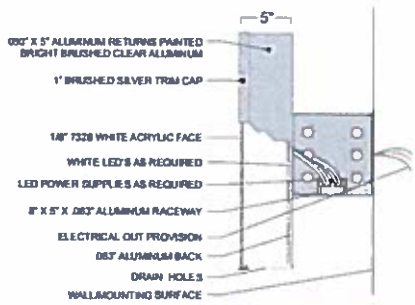 5"
.050" X 5" ALUMINUM RETURNS PAINTED
BRIGHT BRUSHED CLEAR ALUMINUM
1" BRUSHED SILVER TRIM CAP
1/8" 7328 WHITE ACRYLIC FACE
WHITE LED'S AS REQUIRED
LED POWER SUPPLIES AS REQUIRED
8" X 5" X .063" ALUMINUM RACEWAY
ELECTRICAL OUT PROVISION
.063" ALUMINUM BACK
DRAIN HOLES
WALL/MOUNTING SURFACE